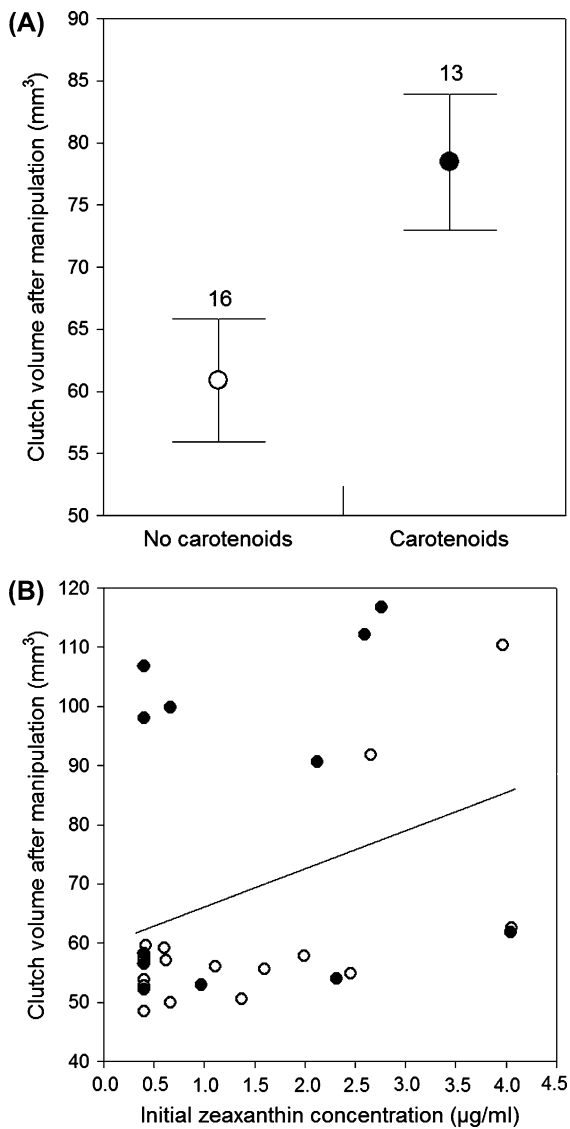 (A)
Clutch volume after manipulation (mm³)
90
85
80
75
70
65
60
55
50
16
13
No carotenoids
Carotenoids
(B)
Clutch volume after manipulation (mm³)
120
110
100
90
80
70
60
50
40
0.0 0.5 1.0 1.5 2.0 2.5 3.0 3.5 4.0 4.5
Initial zeaxanthin concentration (µg/ml)